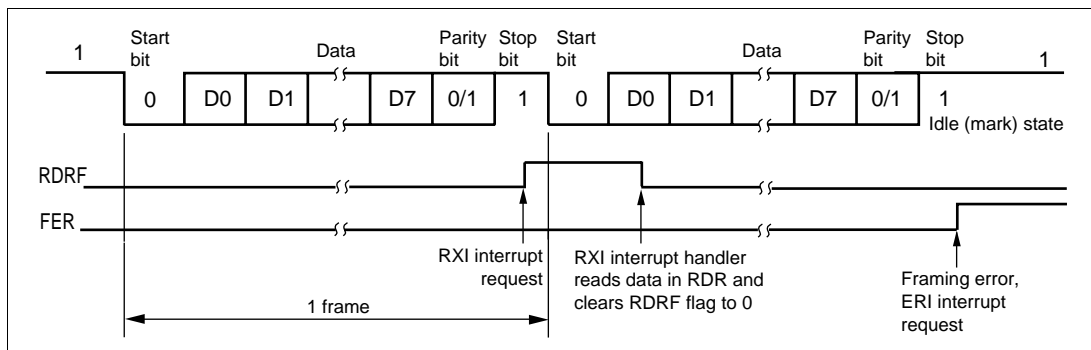 1
Start bit
Data
Parity bit
Stop bit
Start bit
Data
Parity bit
Stop bit
1
0
D0
D1
D7
0/1
1
0
D0
D1
D7
0/1
1
Idle (mark) state
RDRF
FER
RXI interrupt
request
RXI interrupt handler
reads data in RDR and
clears RDRF flag to 0
Framing error,
ERI interrupt
request
1 frame